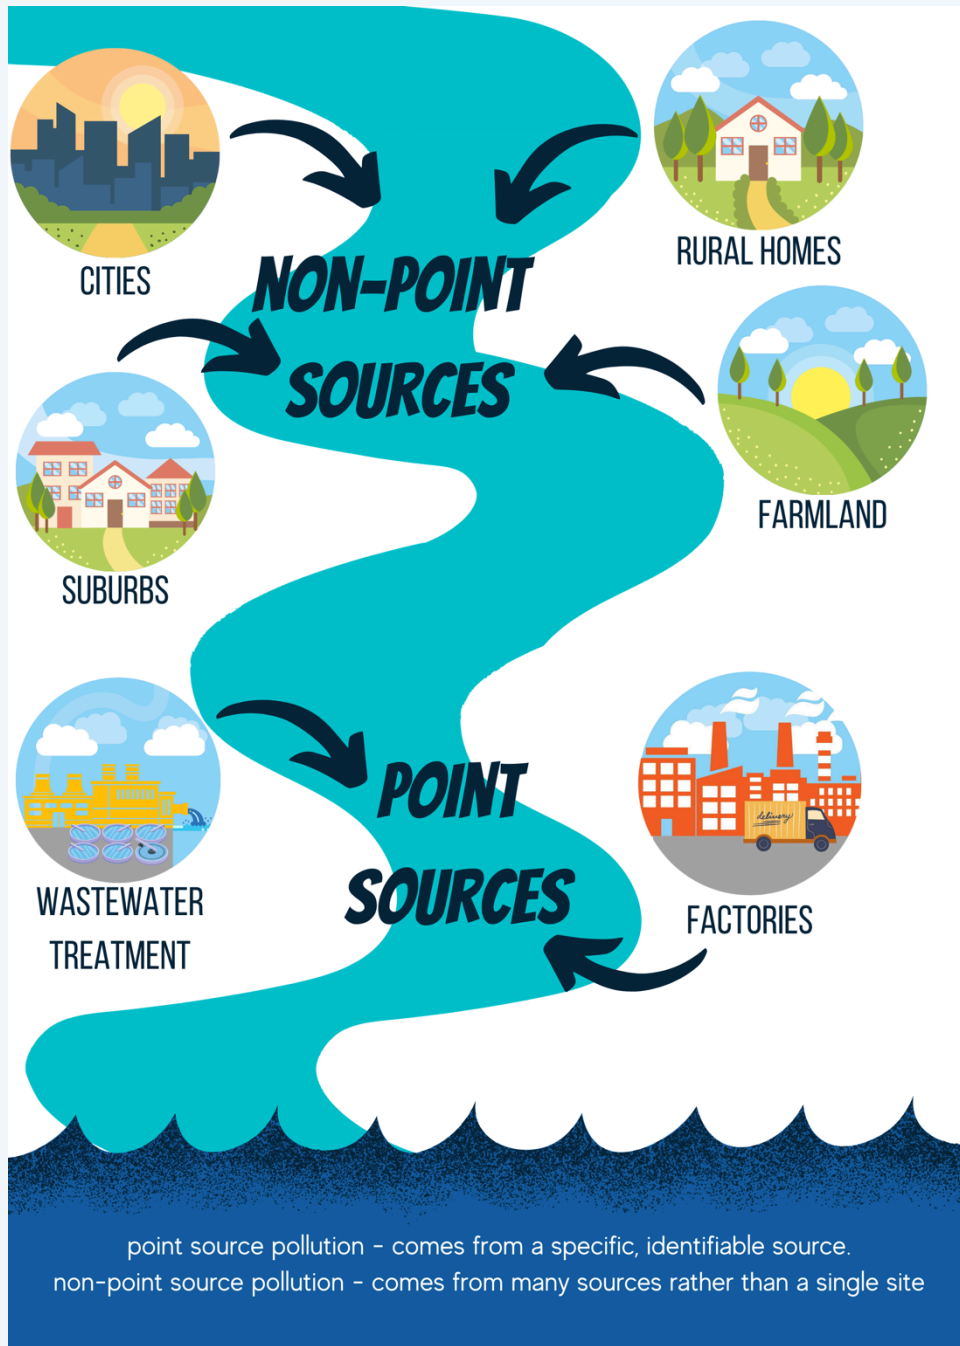 CITIES
RURAL HOMES
NON-POINT
SOURCES
SUBURBS
FARMLAND
POINT
SOURCES
WASTEWATER
TREATMENT
delivery
FACTORIES
point source pollution - comes from a specific, identifiable source.
non-point source pollution - comes from many sources rather than a single site